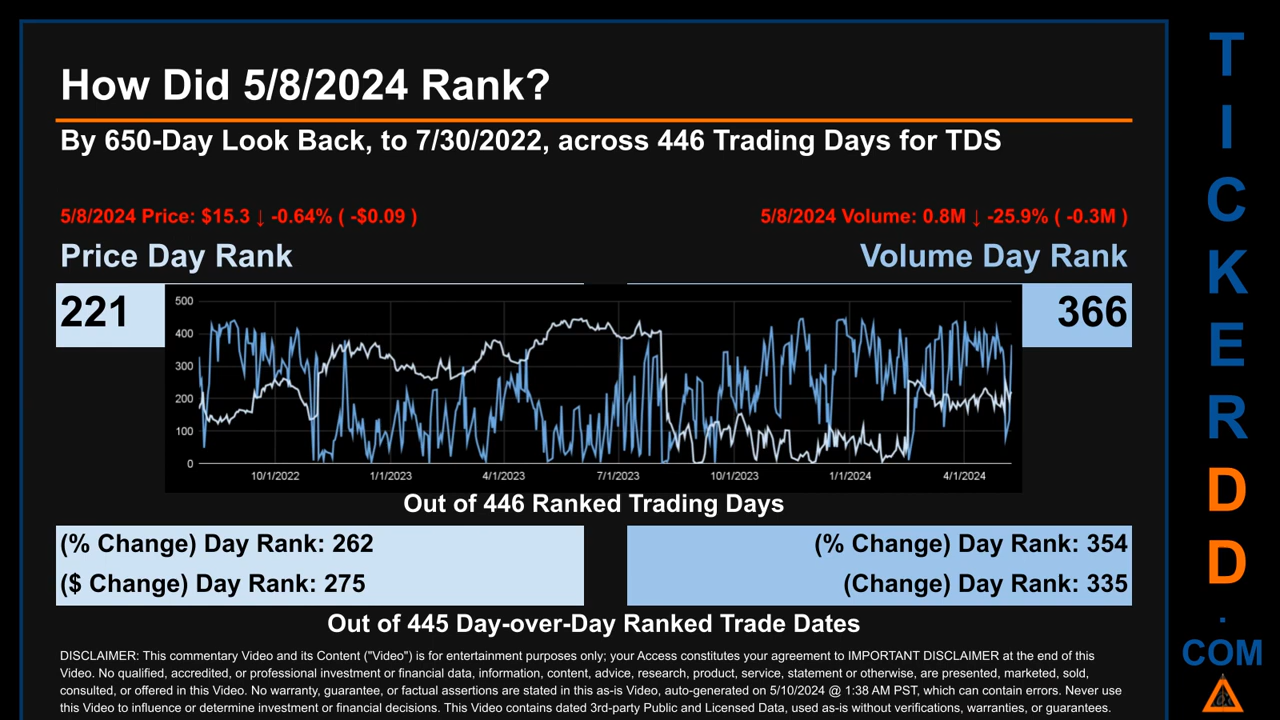 How Did 5/8/2024 Rank?
By 650-Day Look Back, to 7/30/2022, across 446 Trading Days for TDS
5/8/2024 Price: $15.3 ↓ -0.64% ( -$0.09 )
5/8/2024 Volume: 0.8M ↓ -25.9% ( -0.3M )
Price Day Rank
Volume Day Rank
221
366
500
400
300
200
100
0
10/1/2022 1/1/2023 4/1/2023 7/1/2023 10/1/2023 1/1/2024 4/1/2024
Out of 446 Ranked Trading Days
(% Change) Day Rank: 262
($ Change) Day Rank: 275
(% Change) Day Rank: 354
(Change) Day Rank: 335
Out of 445 Day-over-Day Ranked Trade Dates
DISCLAIMER: This commentary Video and its Content ("Video") is for entertainment purposes only; your Access constitutes your agreement to IMPORTANT DISCLAIMER at the end of this
Video. No qualified, accredited, or professional investment or financial data, information, content, advice, research, product, service, statement or otherwise, are presented, marketed, sold,
consulted, or offered in this Video. No warranty, guarantee, or factual assertions are stated in this as-is Video, auto-generated on 5/10/2024 @ 1:38 AM PST, which can contain errors. Never use
this Video to influence or determine investment or financial decisions. This Video contains dated 3rd-party Public and Licensed Data, used as-is without verifications, warranties, or guarantees.
T
I
C
K
E
R
D
D
.
COM